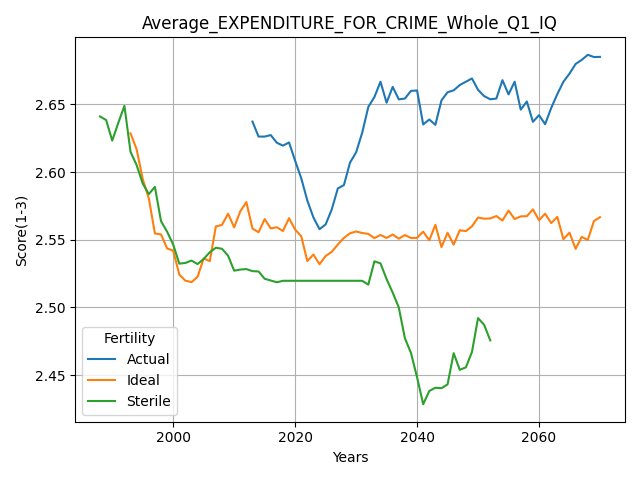 Average_EXPENDITURE_FOR_CRIME_Whole_Q1_IQ
Score(1-3)
2.65
2.60
2.55
2.50
2.45
Fertility
Actual
Ideal
Sterile
2000
2020
2040
2060
Years